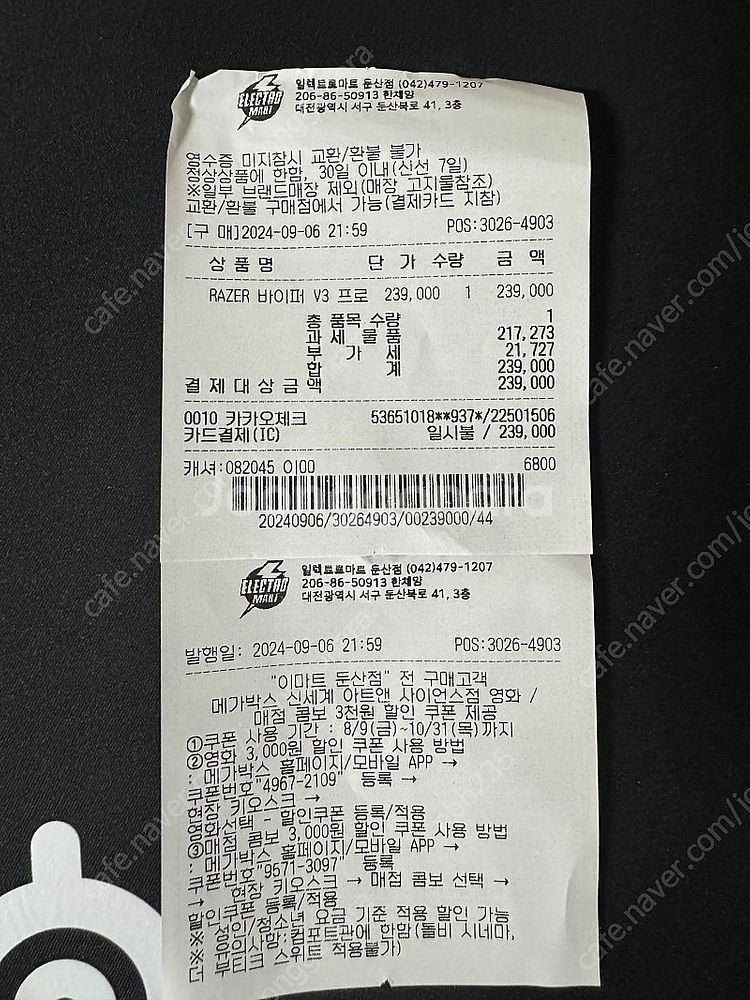 ELECTRO MART
일렉트로마트 둔산점 (042)479-1207
206-86-50913 한채양
대전광역시 서구 둔산북로 41, 3층
영수증 미지참시 교환/환불 불가
정상상품에 한함, 30일 이내(신선 7일)
※일부 브랜드매장 제외(매장 고지물참조)
교환/환불 구매점에서 가능(결제카드 지참)
[구 매]2024-09-06 21:59 POS:3026-4903
상품명 단가 수량 금액
RAZER 바이퍼 V3 프로 239,000 1 239,000
총 품목 수량 1
과세 물품 217,273
부 가 세 21,727
합 계 239,000
결제대상금액 239,000
0010 카카오체크 53651018**937*/22501506
카드결제(IC) 일시불 / 239,000
캐셔:082045 이00 6800
20240906/30264903/00239000/44
ELECTRO MART
일렉트로마트 둔산점 (042)479-1207
206-86-50913 한채양
대전광역시 서구 둔산북로 41, 3층
발행일: 2024-09-06 21:59 POS:3026-4903
"이마트 둔산점" 전 구매고객
메가박스 신세계 아트앤 사이언스점 영화 /
매점 콤보 3천원 할인 쿠폰 제공
①쿠폰 사용 기간 : 8/9(금)~10/31(목)까지
②영화 3,000원 할인 쿠폰 사용 방법
: 메가박스 홈페이지/모바일 APP →
쿠폰번호"4967-2109" 등록 →
현장 키오스크 →
영화선택 - 할인쿠폰 등록/적용
③매점 콤보 3,000원 할인 쿠폰 사용 방법
: 메가박스 홈페이지/모바일 APP →
쿠폰번호"9571-3097" 등록
→ 현장 키오스크 → 매점 콤보 선택 →
할인쿠폰 등록/적용
※ 성인/청소년 요금 기준 적용 할인 가능
※ 유의사항:컴포트관에 한함(돌비 시네마,
부티크 스위트 적용불가)
cafe.naver.com